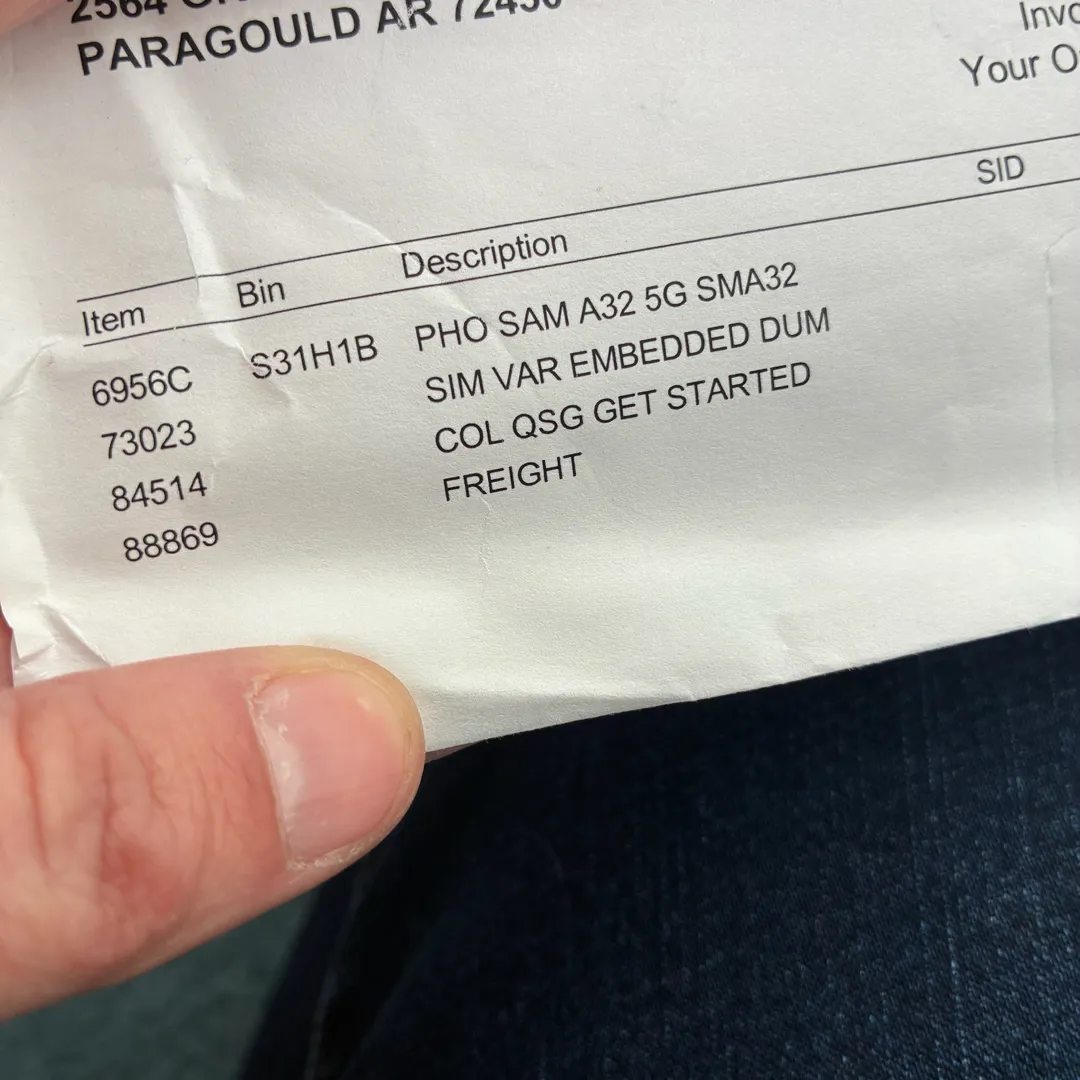 2564
PARAGOULD AR
Your
Item Bin Description SID
6956C S31H1B PHO SAM A32 5G SMA32
73023 SIM VAR EMBEDDED DUM
84514 COL QSG GET STARTED
88869 FREIGHT